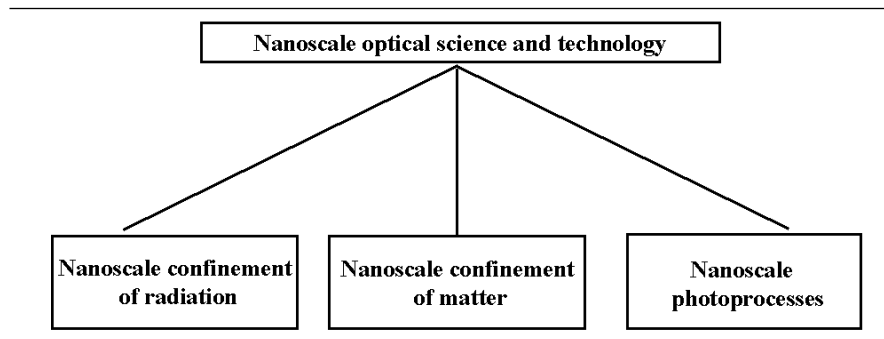 Nanoscale optical science and technology
Nanoscale confinement
of radiation
Nanoscale confinement
of matter
Nanoscale
photoprocesses